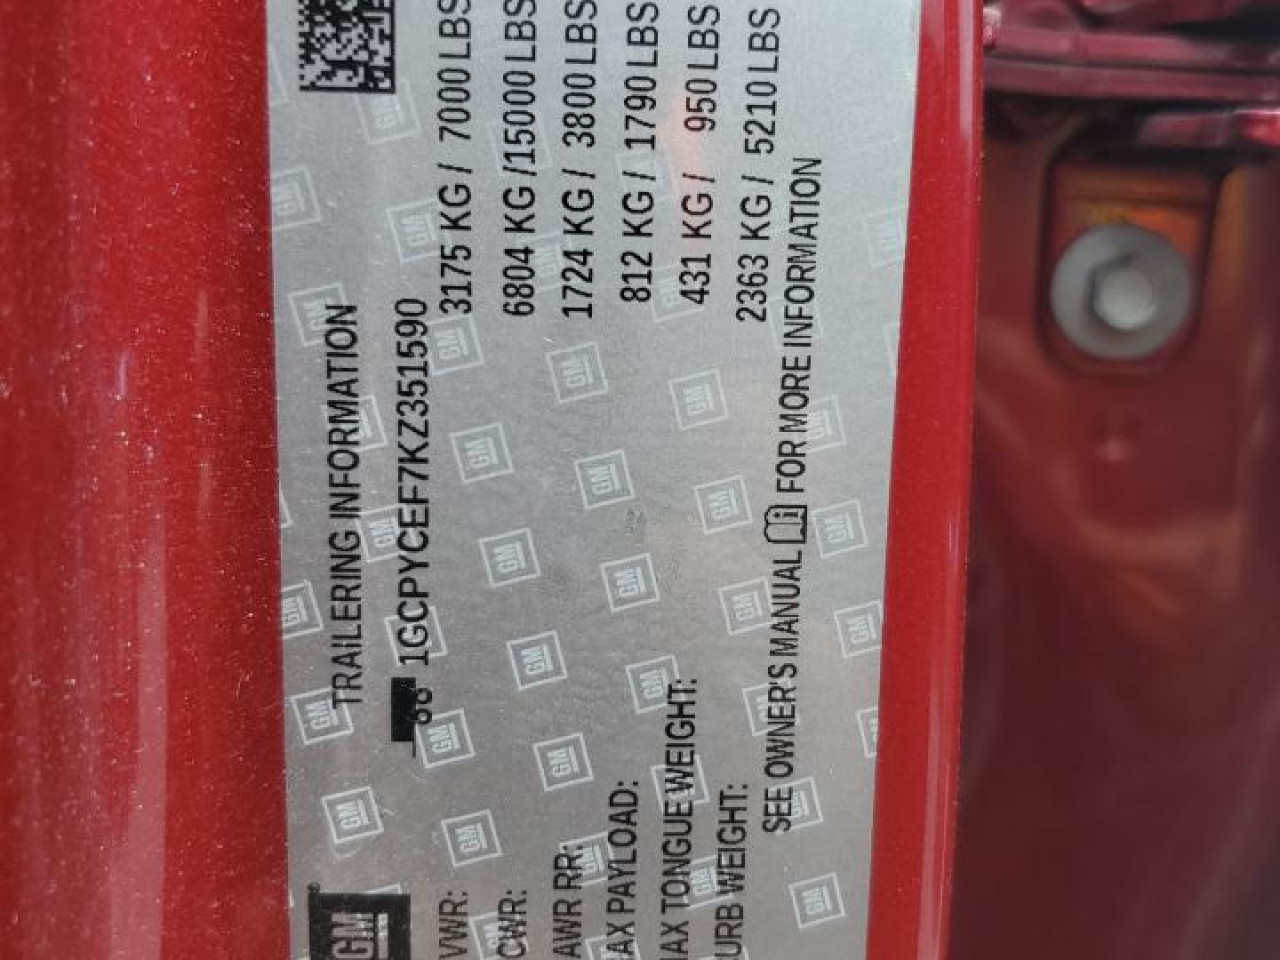 GM
TRAILERING INFORMATION
1GCPYCEF7KZ351590
VWR: 3175 KG / 7000 LBS
CWR: 6804 KG /15000 LBS
AWR RR: 1724 KG / 3800 LBS
AX PAYLOAD: 812 KG / 1790 LBS
AX TONGUE WEIGHT: 431 KG / 950 LBS
URB WEIGHT: 2363 KG / 5210 LBS
SEE OWNER'S MANUAL FOR MORE INFORMATION